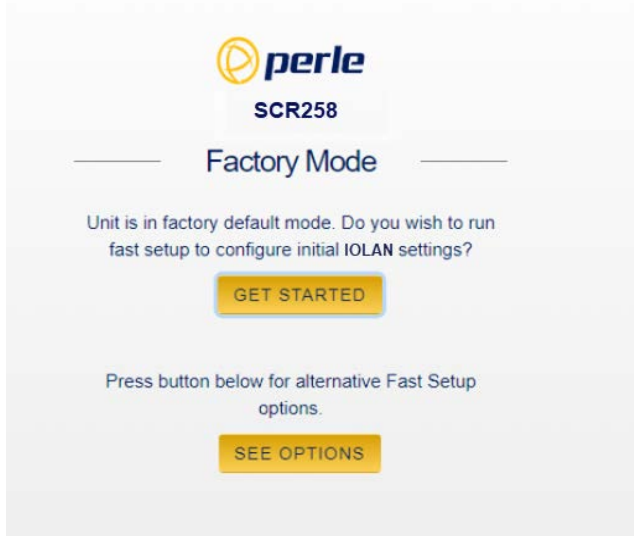 perle
SCR258
Factory Mode
Unit is in factory default mode. Do you wish to run
fast setup to configure initial IOLAN settings?
GET STARTED
Press button below for alternative Fast Setup
options.
SEE OPTIONS